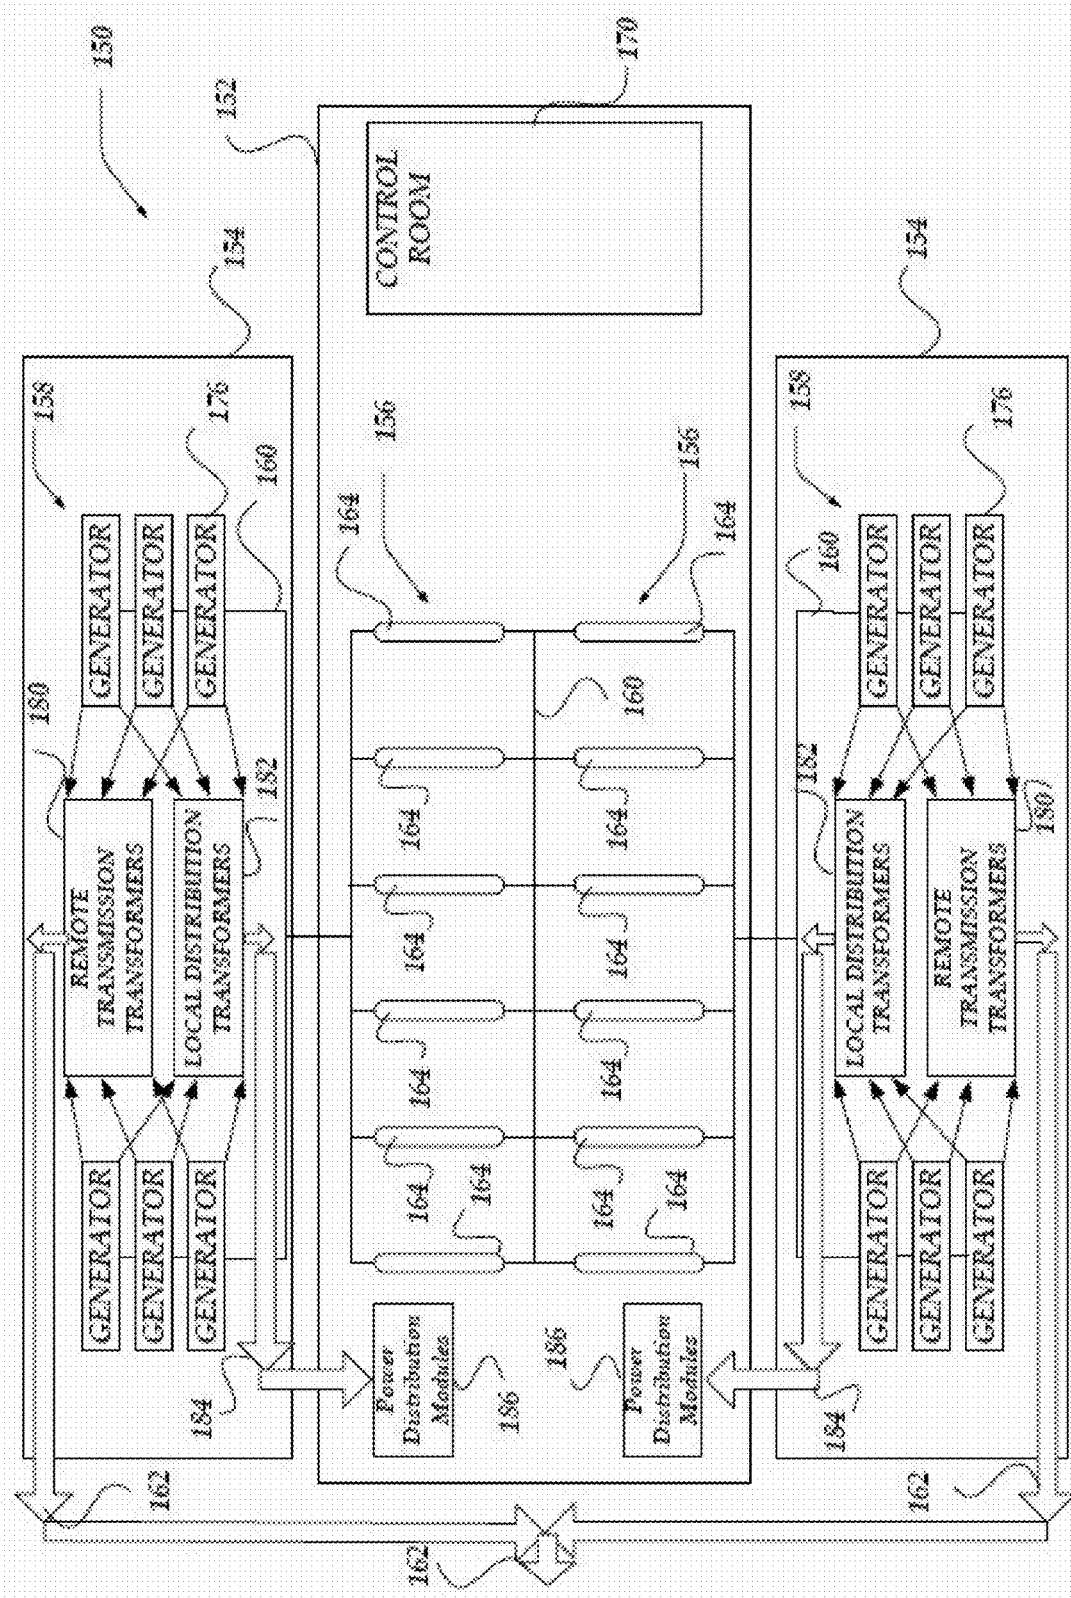 150
152
170
CONTROL
ROOM
154
154
158
176
160
156
156
164
164
158
176
160
GENERATOR
GENERATOR
GENERATOR
GENERATOR
GENERATOR
GENERATOR
180
182
160
182
180
REMOTE
TRANSMISSION
TRANSFORMERS
LOCAL DISTRIBUTION
TRANSFORMERS
LOCAL DISTRIBUTION
TRANSFORMERS
REMOTE
TRANSMISSION
TRANSFORMERS
164
164
164
164
164
164
164
164
164
164
GENERATOR
GENERATOR
GENERATOR
GENERATOR
GENERATOR
GENERATOR
184
Power
Distribution
Modules
186
186
Power
Distribution
Modules
184
162
162
162